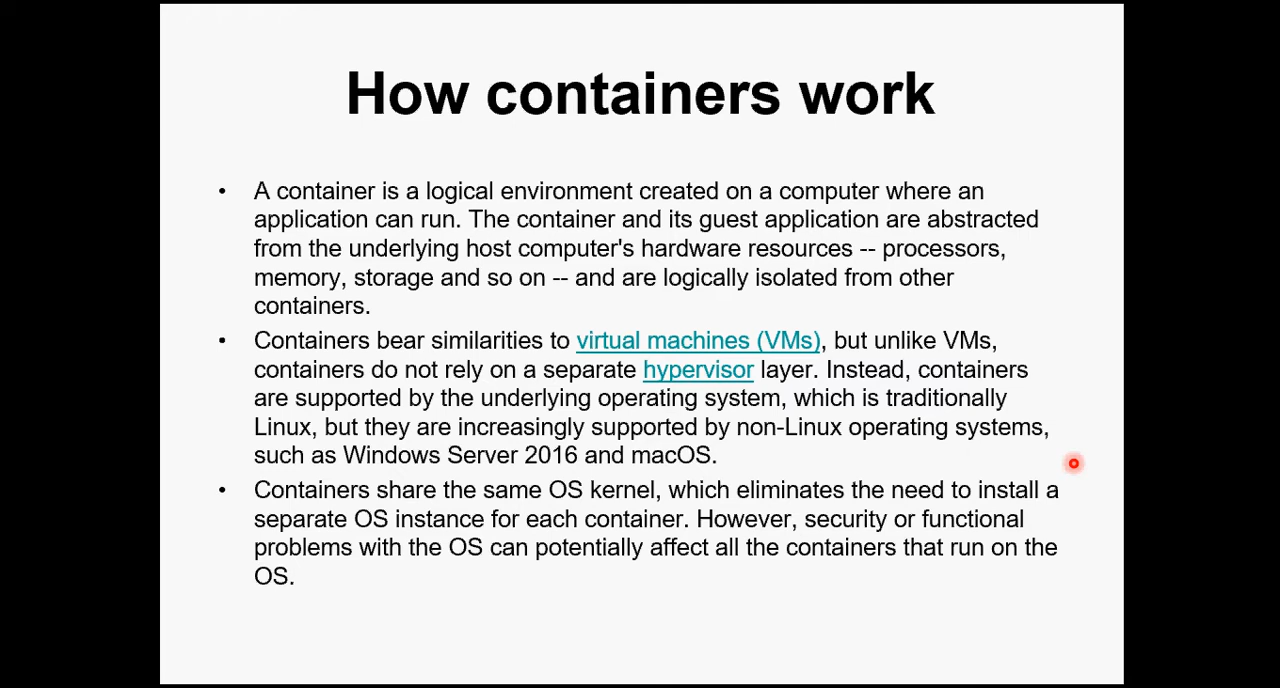 How containers work
• A container is a logical environment created on a computer where an
application can run. The container and its guest application are abstracted
from the underlying host computer's hardware resources -- processors,
memory, storage and so on -- and are logically isolated from other
containers.
• Containers bear similarities to virtual machines (VMs), but unlike VMs,
containers do not rely on a separate hypervisor layer. Instead, containers
are supported by the underlying operating system, which is traditionally
Linux, but they are increasingly supported by non-Linux operating systems,
such as Windows Server 2016 and macOS.
• Containers share the same OS kernel, which eliminates the need to install a
separate OS instance for each container. However, security or functional
problems with the OS can potentially affect all the containers that run on the
OS.